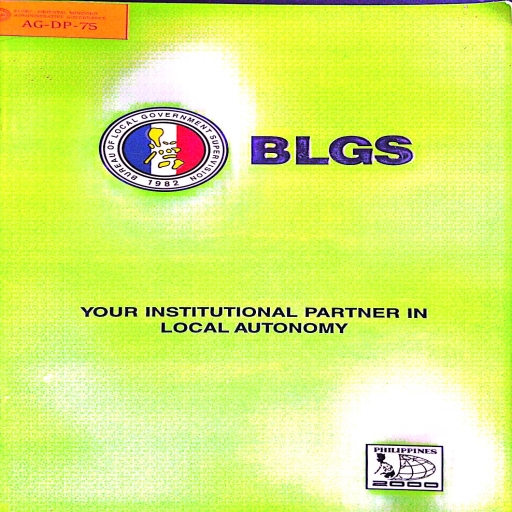 AG-DP-75
BUREAU OF LOCAL GOVERNMENT SUPERVISION
1982
BLGS
YOUR INSTITUTIONAL PARTNER IN
LOCAL AUTONOMY
PHILIPPINES
2000